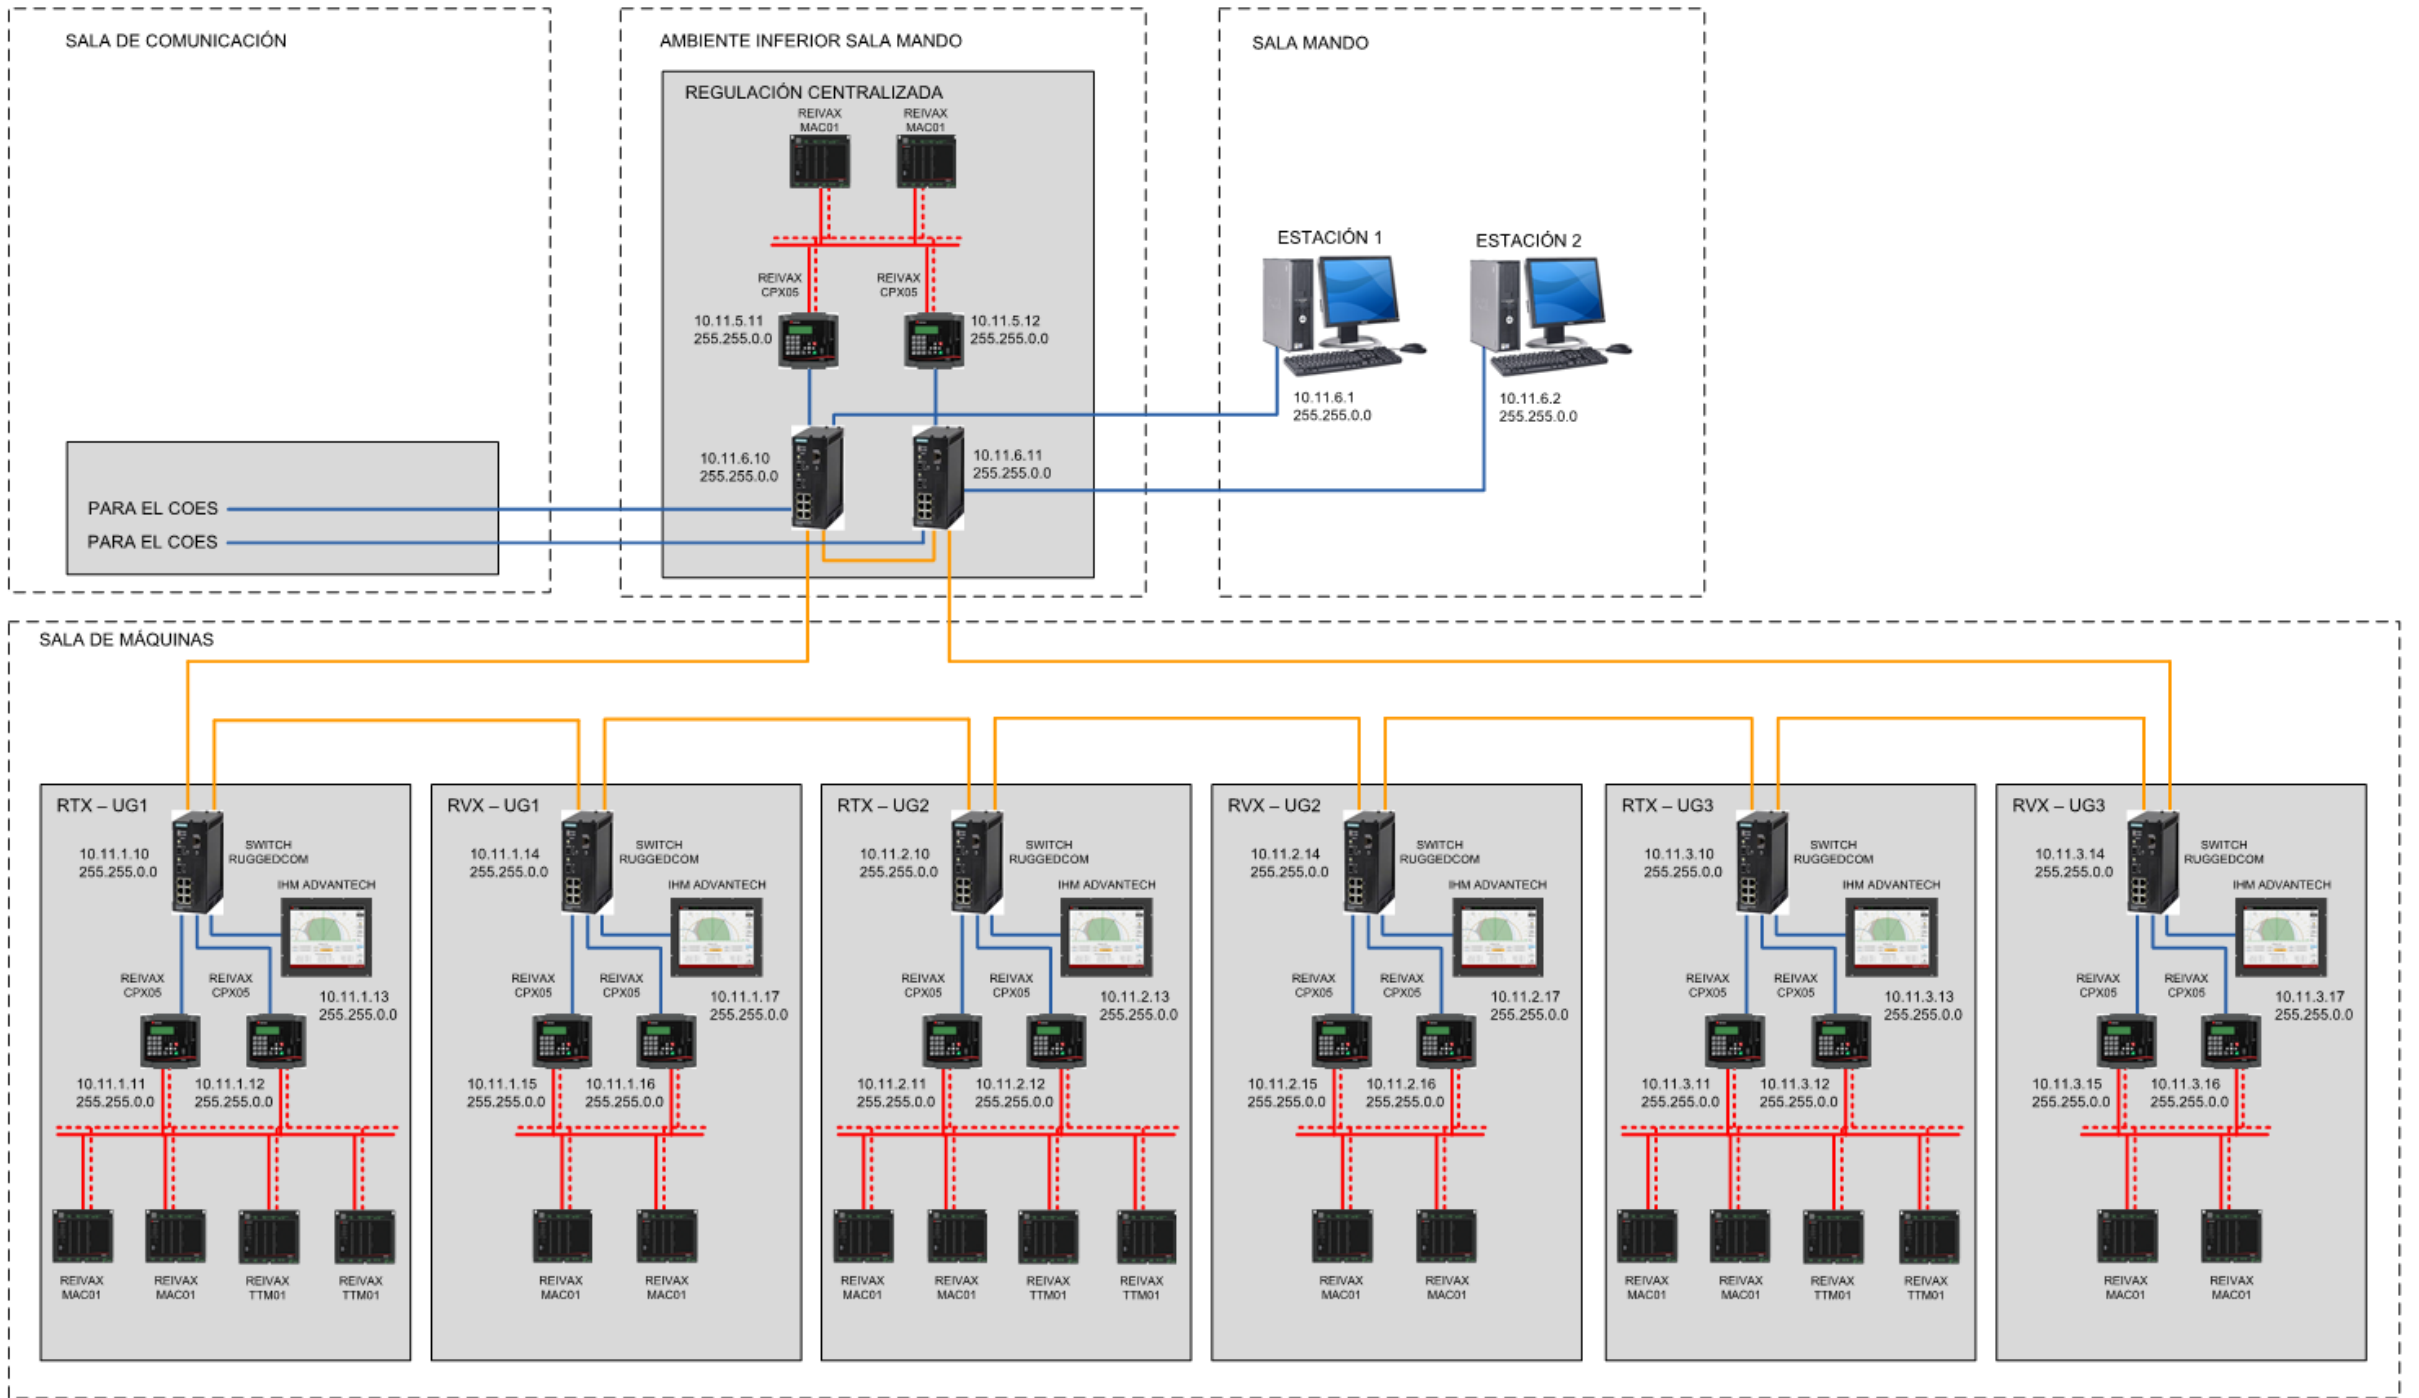 SALA DE COMUNICACIÓN
PARA EL COES
PARA EL COES
AMBIENTE INFERIOR SALA MANDO
REGULACIÓN CENTRALIZADA
REIVAX
MAC01
REIVAX
MAC01
REIVAX
CPX05
REIVAX
CPX05
10.11.5.11
255.255.0.0
10.11.5.12
255.255.0.0
10.11.6.10
255.255.0.0
10.11.6.11
255.255.0.0
SALA MANDO
ESTACIÓN 1
ESTACIÓN 2
10.11.6.1
255.255.0.0
10.11.6.2
255.255.0.0
SALA DE MÁQUINAS
RTX – UG1
10.11.1.10
255.255.0.0
SWITCH
RUGGEDCOM
IHM ADVANTECH
REIVAX
CPX05
REIVAX
CPX05
10.11.1.13
255.255.0.0
10.11.1.11
255.255.0.0
10.11.1.12
255.255.0.0
REIVAX
MAC01
REIVAX
MAC01
REIVAX
TTM01
REIVAX
TTM01
RVX – UG1
10.11.1.14
255.255.0.0
SWITCH
RUGGEDCOM
IHM ADVANTECH
REIVAX
CPX05
REIVAX
CPX05
10.11.1.17
255.255.0.0
10.11.1.15
255.255.0.0
10.11.1.16
255.255.0.0
REIVAX
MAC01
REIVAX
MAC01
RTX – UG2
10.11.2.10
255.255.0.0
SWITCH
RUGGEDCOM
IHM ADVANTECH
REIVAX
CPX05
REIVAX
CPX05
10.11.2.13
255.255.0.0
10.11.2.11
255.255.0.0
10.11.2.12
255.255.0.0
REIVAX
MAC01
REIVAX
MAC01
REIVAX
TTM01
REIVAX
TTM01
RVX – UG2
10.11.2.14
255.255.0.0
SWITCH
RUGGEDCOM
IHM ADVANTECH
REIVAX
CPX05
REIVAX
CPX05
10.11.2.17
255.255.0.0
10.11.2.15
255.255.0.0
10.11.2.16
255.255.0.0
REIVAX
MAC01
REIVAX
MAC01
RTX – UG3
10.11.3.10
255.255.0.0
SWITCH
RUGGEDCOM
IHM ADVANTECH
REIVAX
CPX05
REIVAX
CPX05
10.11.3.13
255.255.0.0
10.11.3.11
255.255.0.0
10.11.3.12
255.255.0.0
REIVAX
MAC01
REIVAX
MAC01
REIVAX
TTM01
REIVAX
TTM01
RVX – UG3
10.11.3.14
255.255.0.0
SWITCH
RUGGEDCOM
IHM ADVANTECH
REIVAX
CPX05
REIVAX
CPX05
10.11.3.17
255.255.0.0
10.11.3.15
255.255.0.0
10.11.3.16
255.255.0.0
REIVAX
MAC01
REIVAX
MAC01